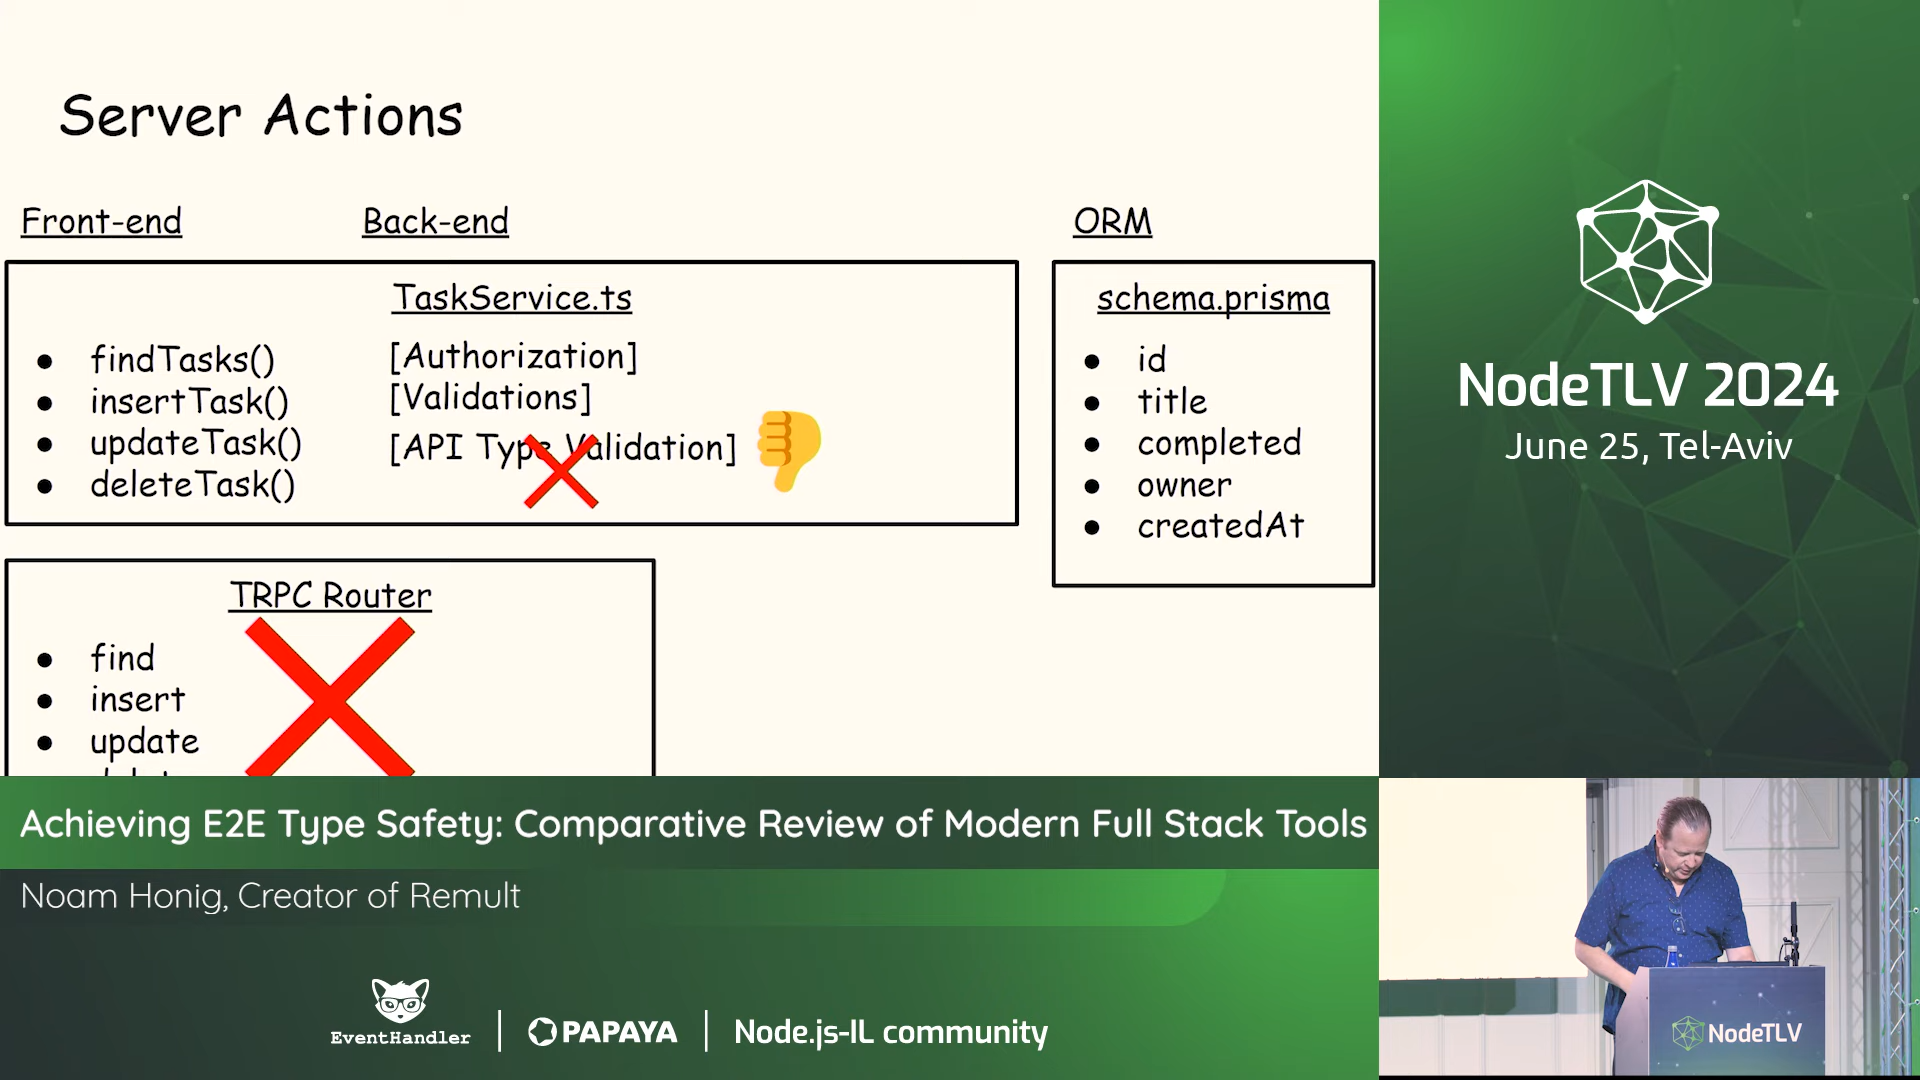 Server Actions
Front-end
Back-end
ORM
TaskService.ts
● findTasks()
● insertTask()
● updateTask()
● deleteTask()
[Authorization]
[Validations]
[API Type Validation]
schema.prisma
● id
● title
● completed
● owner
● createdAt
TRPC Router
● find
● insert
● update
NodeTLV 2024
June 25, Tel-Aviv
Achieving E2E Type Safety: Comparative Review of Modern Full Stack Tools
Noam Honig, Creator of Remult
EventHandler
PAPAYA
Node.js-IL community
NodeTLV